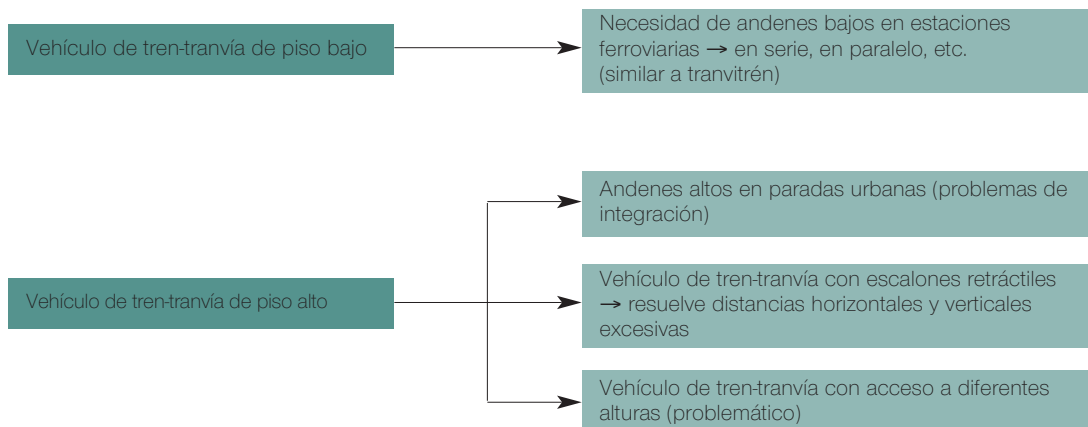 Vehículo de tren-tranvía de piso bajo
Necesidad de andenes bajos en estaciones
ferroviarias → en serie, en paralelo, etc.
(similar a tranvitrén)
Vehículo de tren-tranvía de piso alto
Andenes altos en paradas urbanas (problemas de
integración)
Vehículo de tren-tranvía con escalones retráctiles
→ resuelve distancias horizontales y verticales
excesivas
Vehículo de tren-tranvía con acceso a diferentes
alturas (problemático)